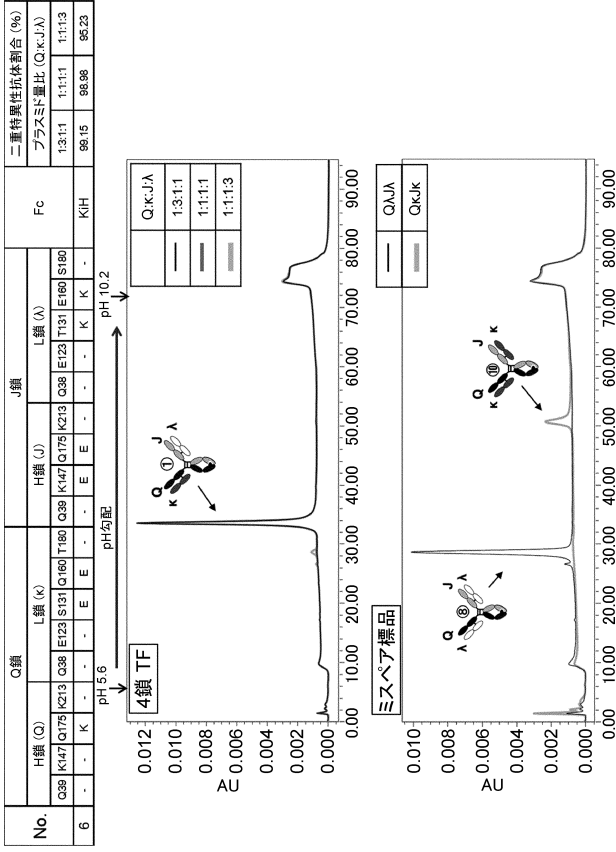 No. Q鎖 J鎖 Fc 二重特異性抗体割合 (%)
H鎖 (Q) L鎖 (κ) H鎖 (J) L鎖 (λ) プラスミド量比 (Q:κ:J:λ)
Q39 K147 Q175 K213 Q38 E123 S131 Q160 T180 Q39 K147 Q175 K213 Q38 E123 T131 E160 S180 1:3:1:1 1:1:1:1 1:1:1:3
6 - - K - - - E E - - E E - - - K K - KiH 99.15 98.98 95.23
pH 5.6 pH勾配 pH 10.2
4鎖 TF
Q:κ:J:λ
1:3:1:1
1:1:1:1
1:1:1:3
① Q J κ λ
AU
0.012
0.010
0.008
0.006
0.004
0.002
0.000
0.00 10.00 20.00 30.00 40.00 50.00 60.00 70.00 80.00 90.00
ミスペア標品
QλJλ
QκJκ
⑧ Q J λ λ
⑩ Q J κ κ
AU
0.010
0.008
0.006
0.004
0.002
0.000
0.00 10.00 20.00 30.00 40.00 50.00 60.00 70.00 80.00 90.00